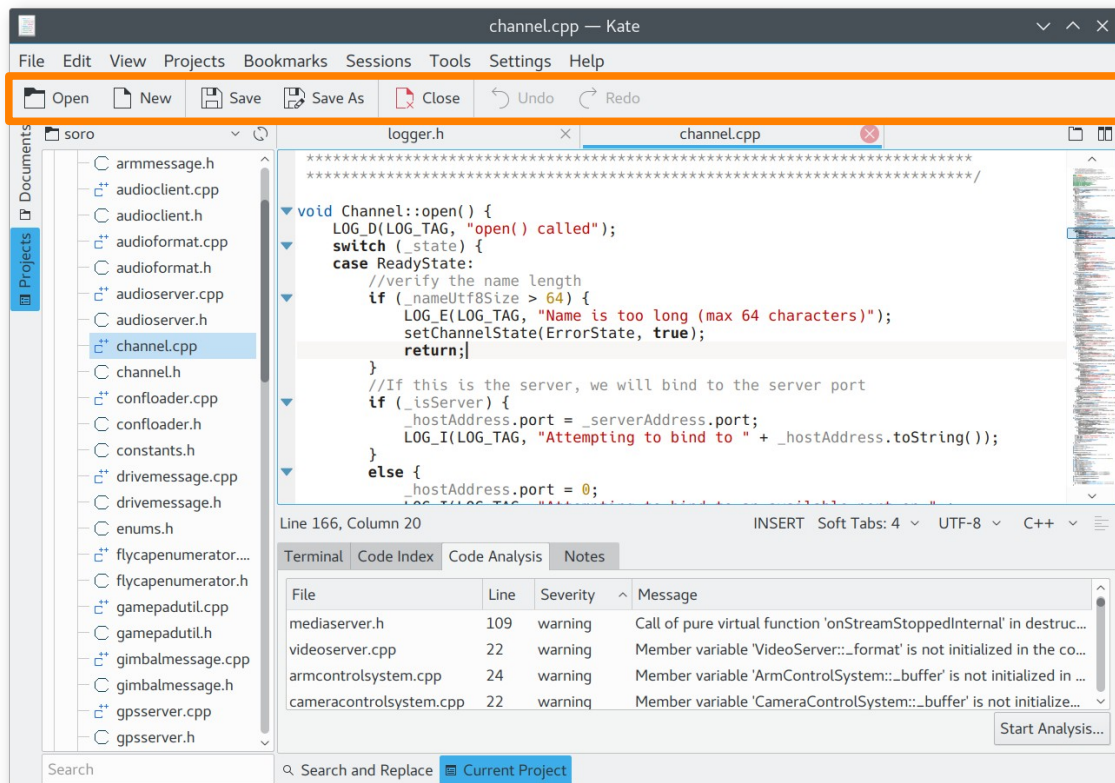 channel.cpp — Kate
File Edit View Projects Bookmarks Sessions Tools Settings Help
Open New Save Save As Close Undo Redo
Documents
Projects
soro
armmessage.h
audioclient.cpp
audioclient.h
audioformat.cpp
audioformat.h
audioserver.cpp
audioserver.h
channel.cpp
channel.h
confloader.cpp
confloader.h
constants.h
drivemessage.cpp
drivemessage.h
enums.h
flycapenumerator....
flycapenumerator.h
gamepadutil.cpp
gamepadutil.h
gimbalmessage.cpp
gimbalmessage.h
gpsserver.cpp
gpsserver.h
Search
logger.h channel.cpp
***************************************************************************
***************************************************************************/
void Channel::open() {
LOG_D(LOG_TAG, "open() called");
switch (_state) {
case ReadyState:
//verify the name length
if (_nameUtf8Size > 64) {
LOG_E(LOG_TAG, "Name is too long (max 64 characters)");
setChannelState(ErrorState, true);
return;
}
//If this is the server, we will bind to the server port
if (_isServer) {
_hostAddress.port = _serverAddress.port;
LOG_I(LOG_TAG, "Attempting to bind to " + _hostAddress.toString());
}
else {
_hostAddress.port = 0;
Line 166, Column 20 INSERT Soft Tabs: 4 UTF-8 C++
Terminal Code Index Code Analysis Notes
File Line Severity Message
mediaserver.h 109 warning Call of pure virtual function 'onStreamStoppedInternal' in destruc...
videoserver.cpp 22 warning Member variable 'VideoServer::_format' is not initialized in the co...
armcontrolsystem.cpp 24 warning Member variable 'ArmControlSystem::_buffer' is not initialized in ...
cameracontrolsystem.cpp 22 warning Member variable 'CameraControlSystem::_buffer' is not initialize...
Start Analysis...
Search and Replace Current Project